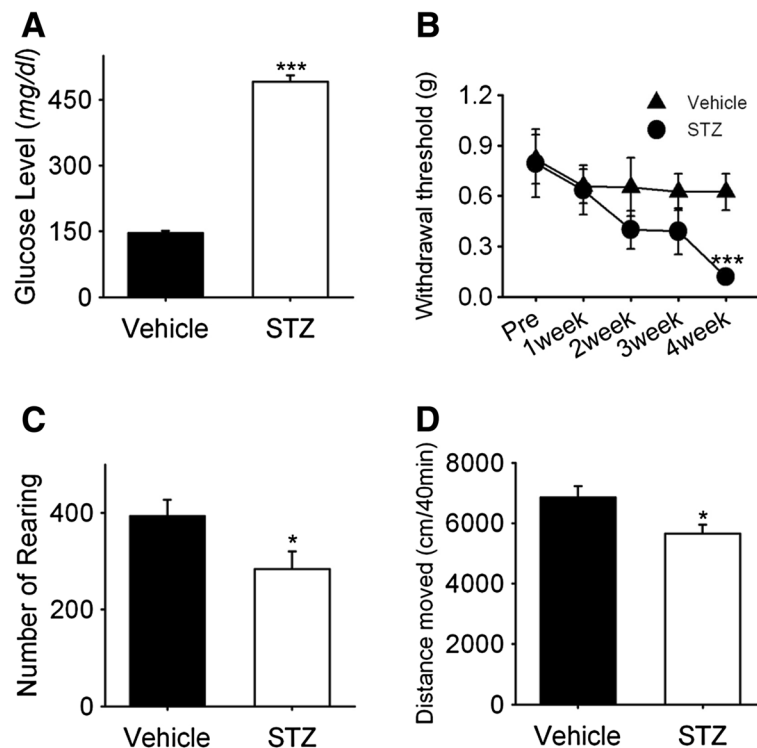 A
Glucose Level (mg/dl)
450
300
150
0
***
Vehicle
STZ
B
Withdrawal threshold (g)
1.2
0.9
0.6
0.3
0.0
Vehicle
STZ
***
Pre
1week
2week
3week
4week
C
Number of Rearing
400
200
0
*
Vehicle
STZ
D
Distance moved (cm/40min)
8000
6000
4000
2000
0
*
Vehicle
STZ